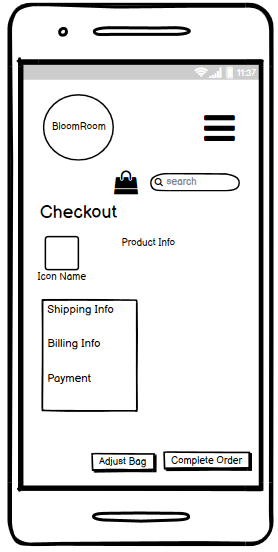 11:37
BloomRoom
search
Checkout
Product Info
Icon Name
Shipping Info
Billing Info
Payment
Adjust Bag
Complete Order